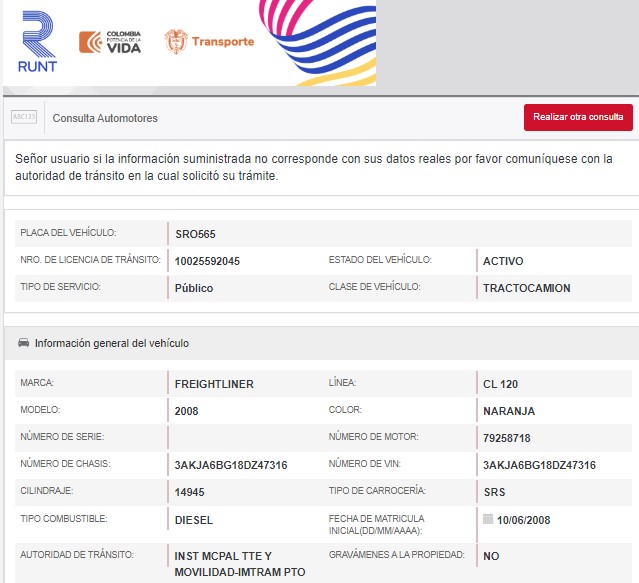 RUNT
COLOMBIA
POTENCIA DE LA
VIDA
Transporte
ABC123
Consulta Automotores
Realizar otra consulta
Señor usuario si la información suministrada no corresponde con sus datos reales por favor comuníquese con la
autoridad de tránsito en la cual solicitó su trámite.
PLACA DEL VEHÍCULO: SRO565
NRO. DE LICENCIA DE TRÁNSITO: 10025592045 ESTADO DEL VEHÍCULO: ACTIVO
TIPO DE SERVICIO: Público CLASE DE VEHÍCULO: TRACTOCAMION
Información general del vehículo
MARCA: FREIGHTLINER LÍNEA: CL 120
MODELO: 2008 COLOR: NARANJA
NÚMERO DE SERIE: NÚMERO DE MOTOR: 79258718
NÚMERO DE CHASIS: 3AKJA6BG18DZ47316 NÚMERO DE VIN: 3AKJA6BG18DZ47316
CILINDRAJE: 14945 TIPO DE CARROCERÍA: SRS
TIPO COMBUSTIBLE: DIESEL FECHA DE MATRICULA 10/06/2008
INICIAL(DD/MM/AAAA):
AUTORIDAD DE TRÁNSITO: INST MCPAL TTE Y GRAVÁMENES A LA PROPIEDAD: NO
MOVILIDAD-IMTRAM PTO